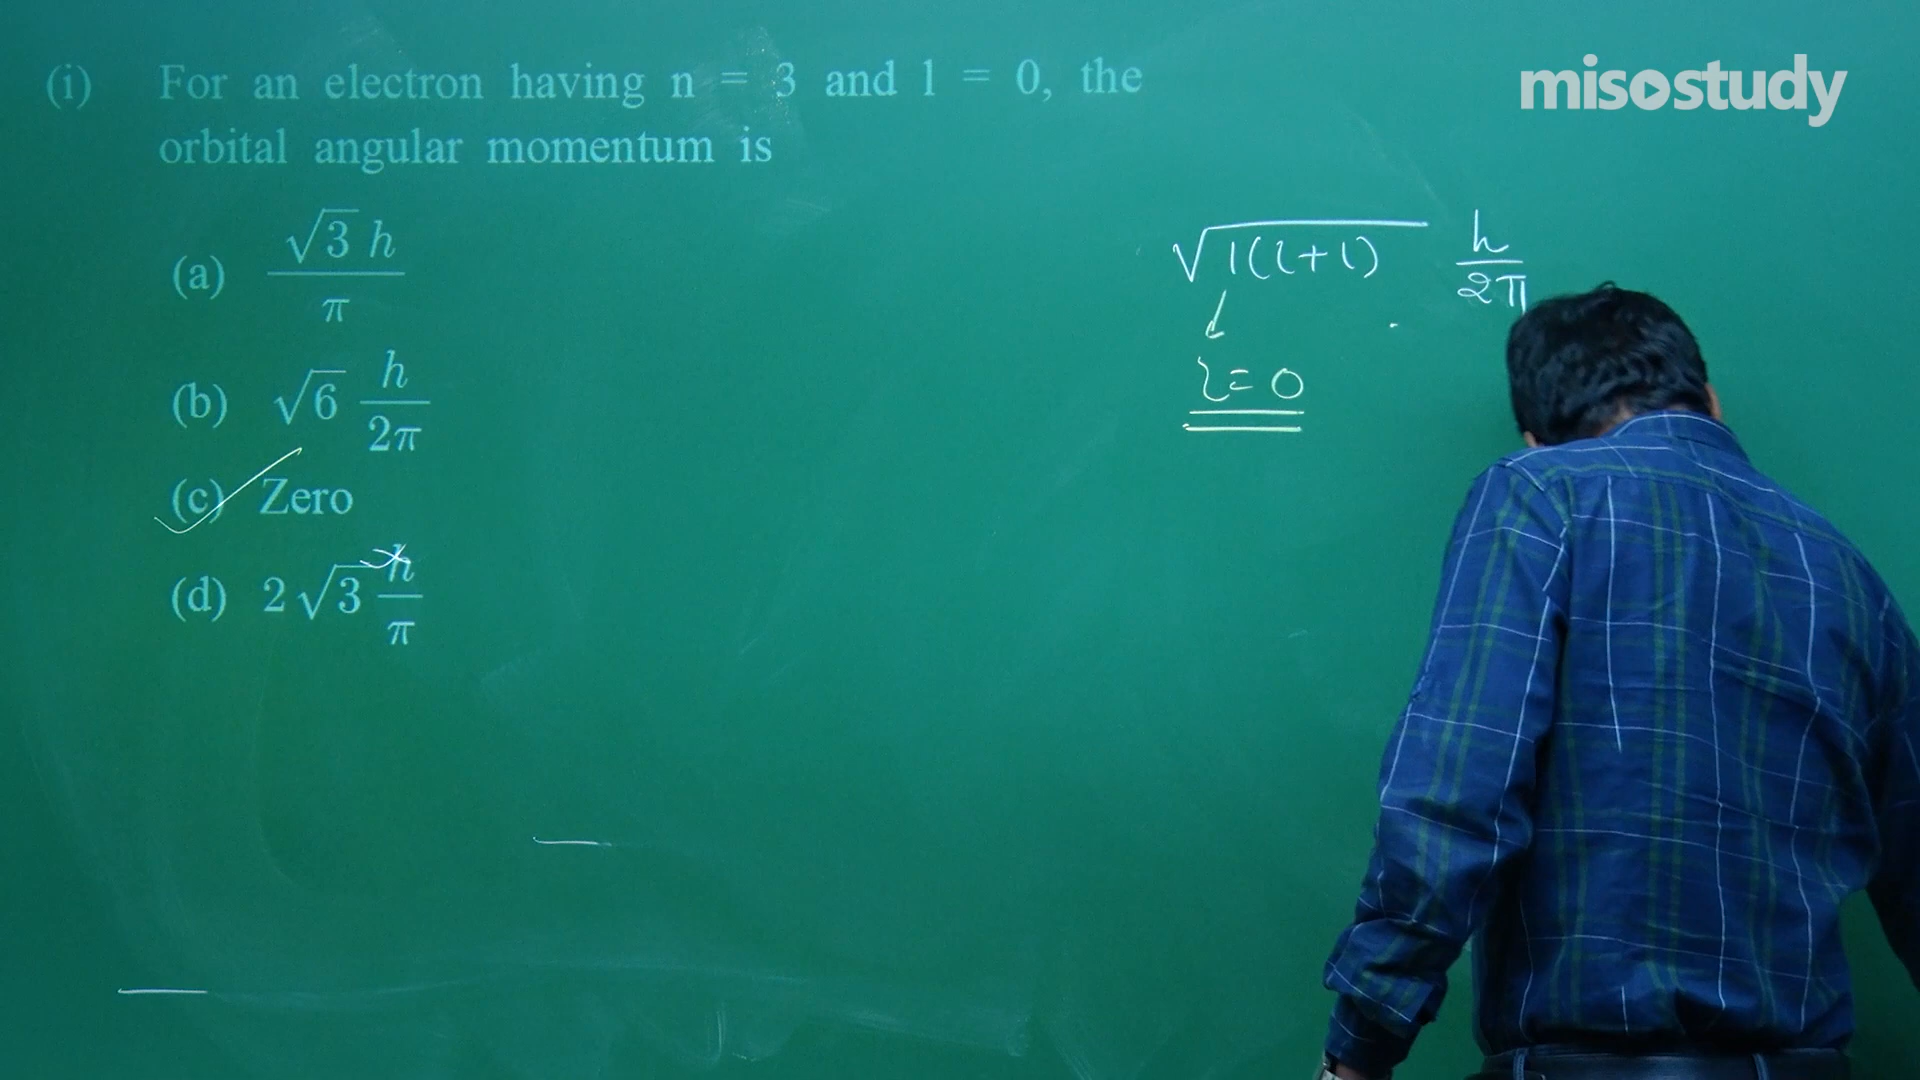 misostudy
(i) For an electron having n = 3 and l = 0, the
orbital angular momentum is
(a) √3 h / π
(b) √6 h / 2π
(c) Zero
(d) 2√3 h / π
√l(l+1) h / 2π
l = 0